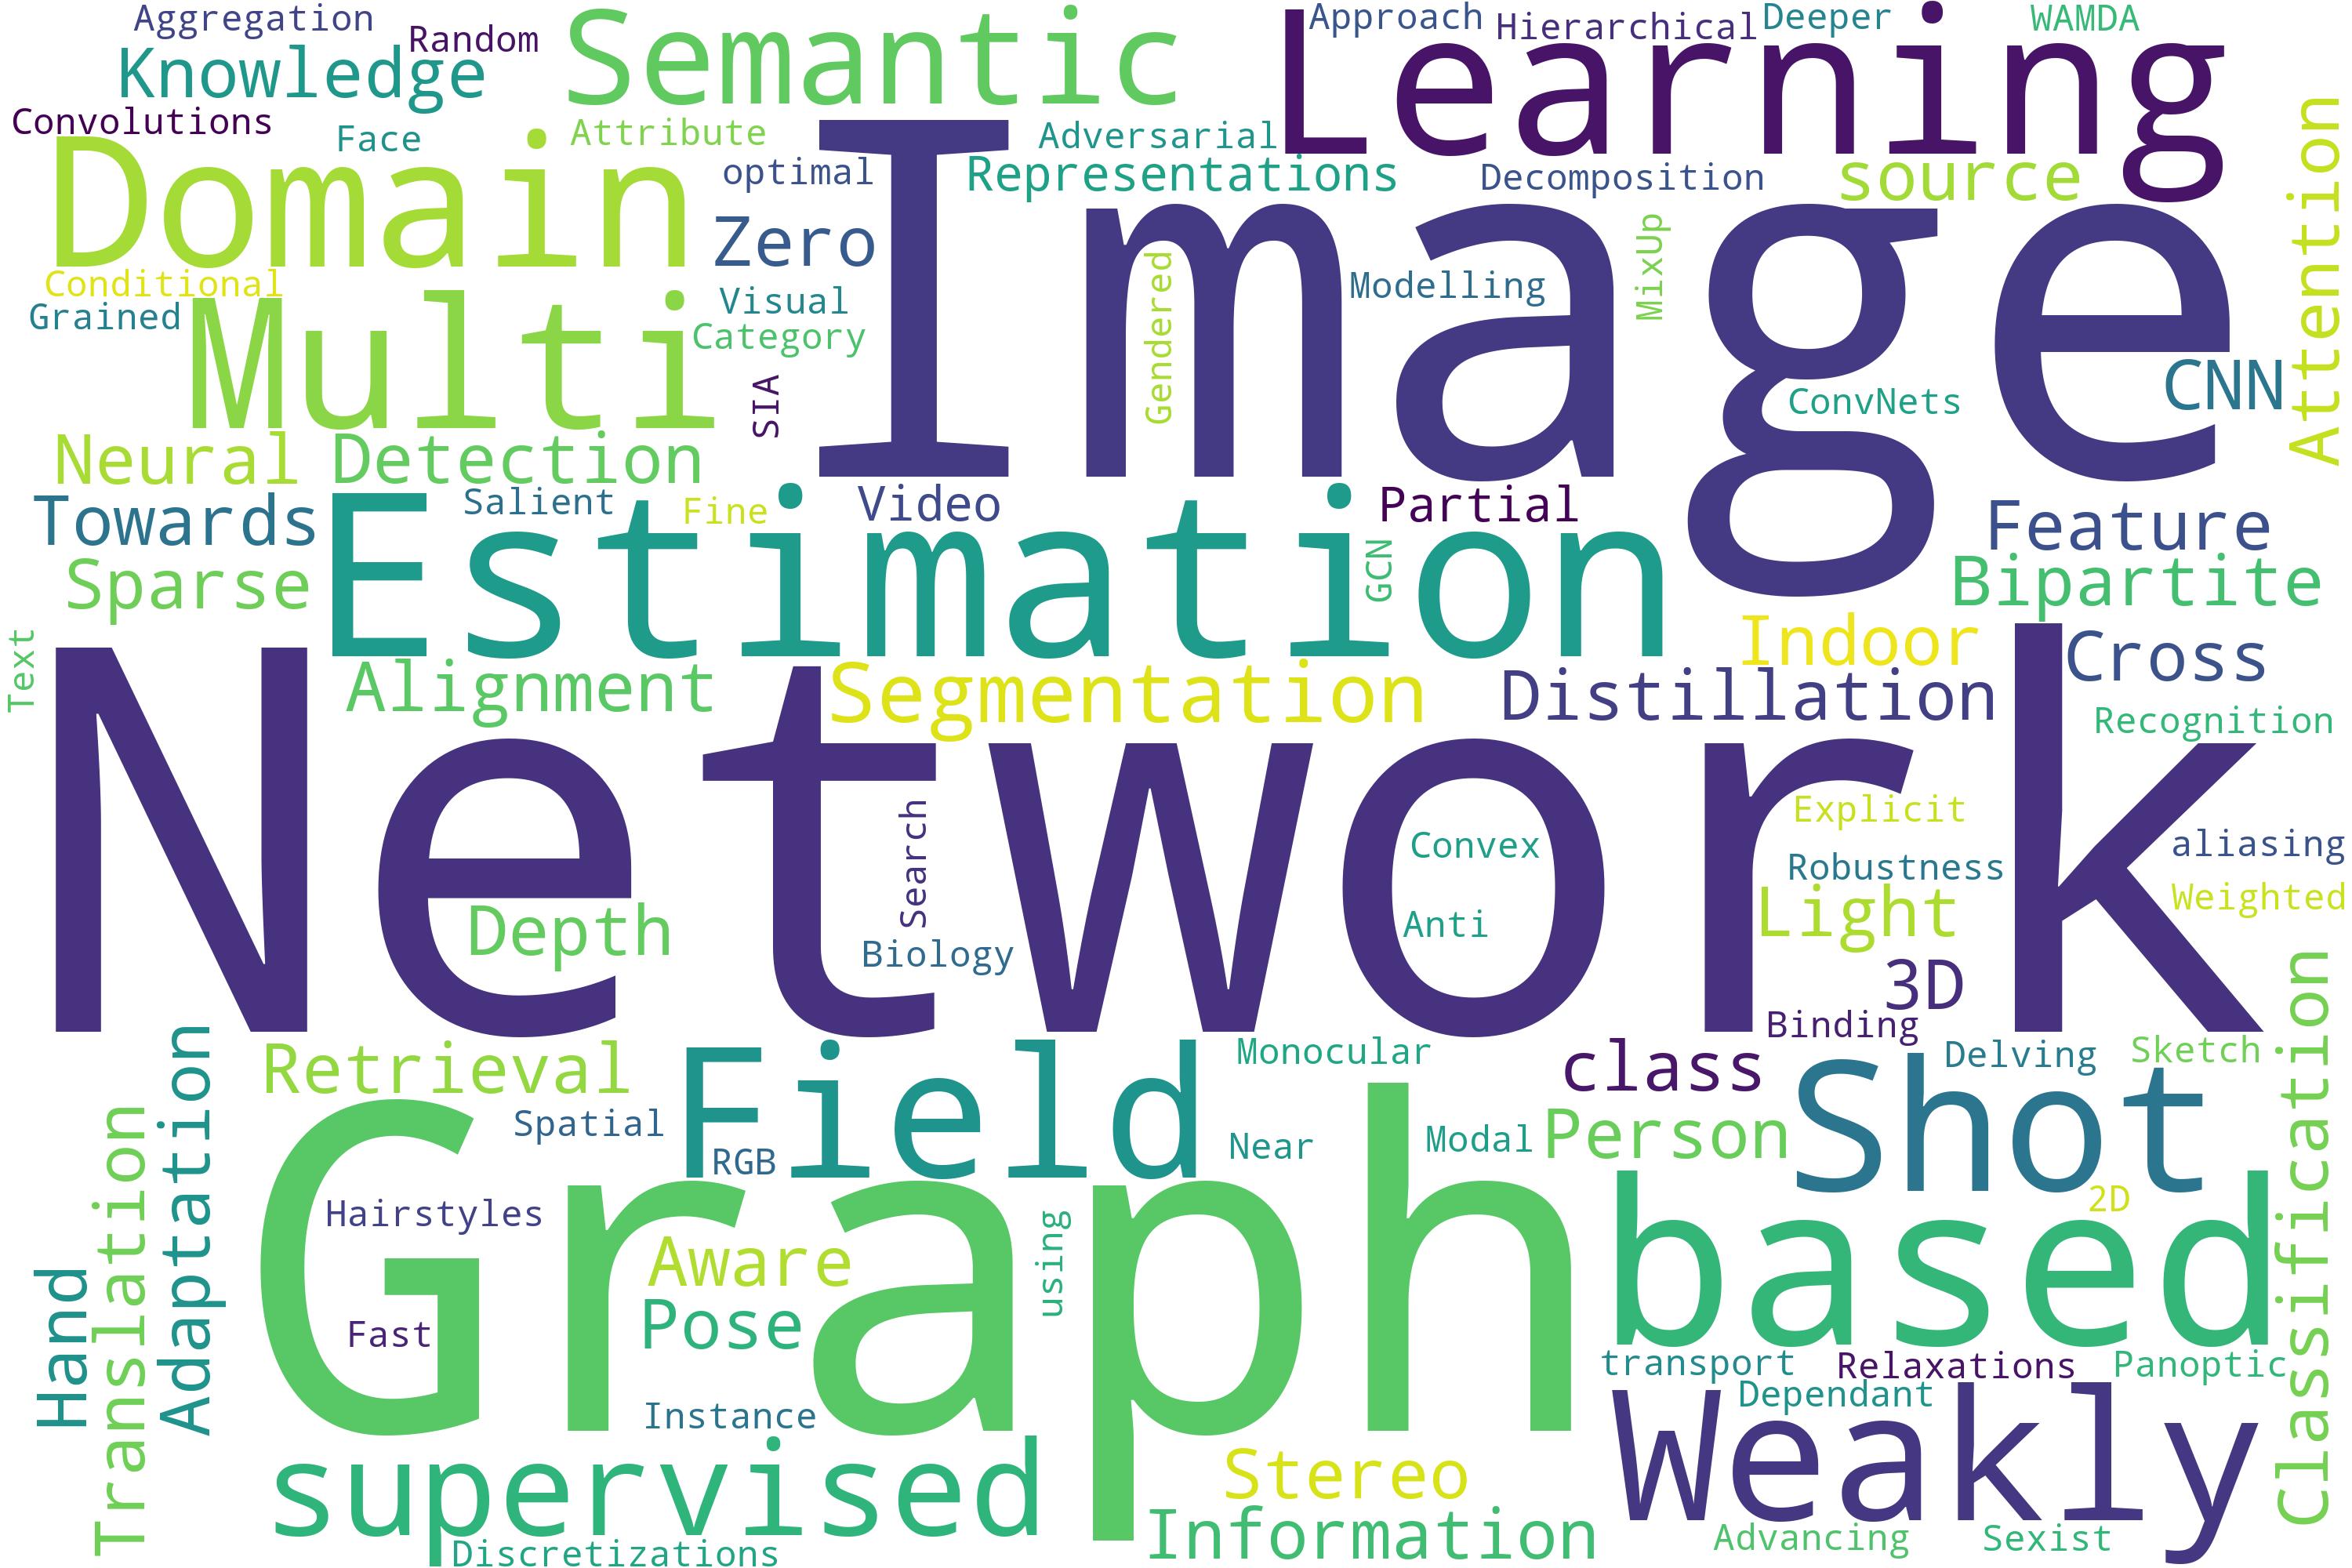 Aggregation
Random
Knowledge
Semantic
Learning
Approach
Hierarchical
Deeper
WAMDA
Convolutions
Face
Attribute
Adversarial
Domain
optimal
Representations
Decomposition
source
Attention
Image
Zero
Conditional
Grained
Multi
Visual
Category
SIA
Gendered
Modelling
MixUp
ConvNets
CNN
Neural
Detection
Towards
Salient
Fine
Video
Partial
Feature
Sparse
Estimation
GCN
Bipartite
Text
Alignment
Segmentation
Indoor
Distillation
Cross
Recognition
Network
Explicit
Search
Convex
Robustness
aliasing
Weighted
Depth
Biology
Anti
Light
3D
Binding
Retrieval
Field
Monocular
class
Shot
Delving
Sketch
Adaptation
Translation
Hand
Spatial
RGB
Near
Modal
Person
Classification
Graph
Hairstyles
Aware
using
based
2D
Fast
Pose
transport
Relaxations
Panoptic
Dependant
Instance
Weakly
supervised
Stereo
Information
Advancing
Sexist
Discretizations